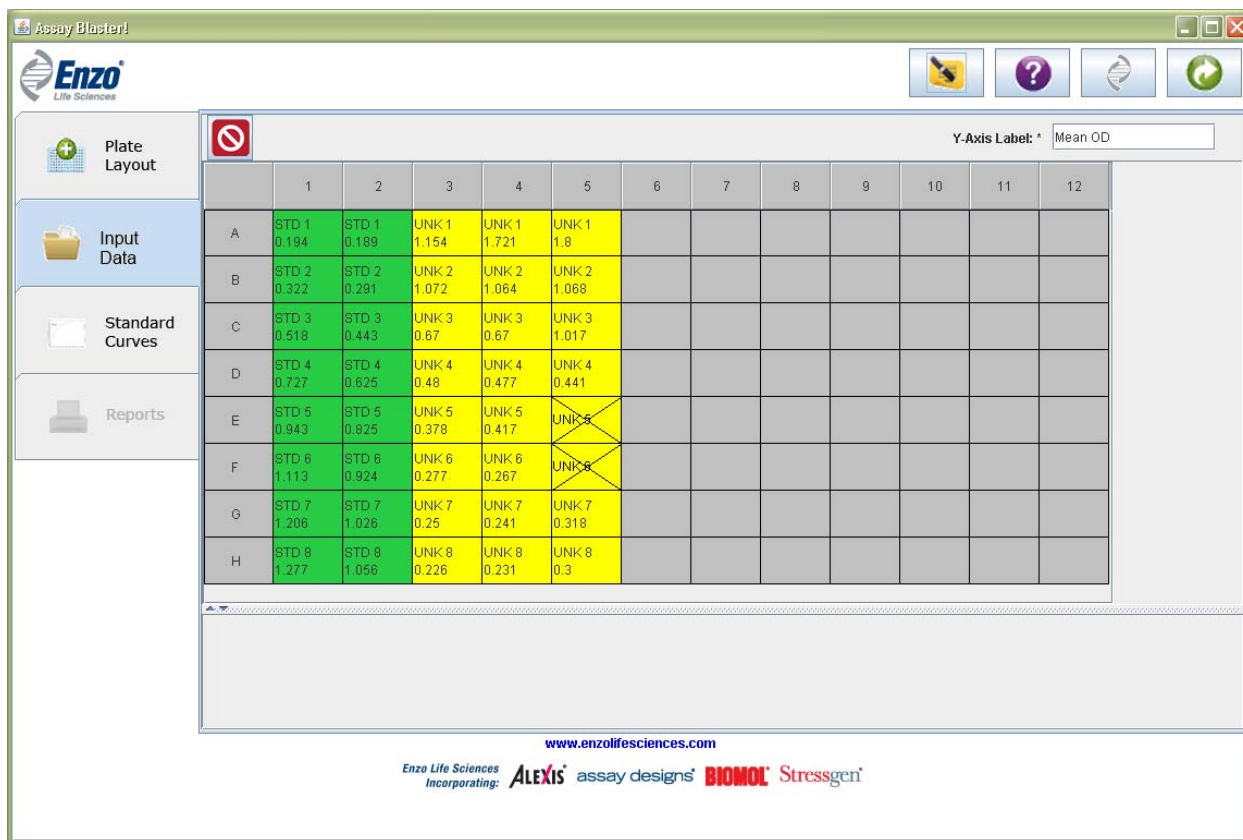 Assay Blaster!
Enzo
Life Sciences
?
Plate
Layout
Input
Data
Standard
Curves
Reports
Y-Axis Label: * Mean OD
1 2 3 4 5 6 7 8 9 10 11 12
A STD 1 STD 1 UNK 1 UNK 1 UNK 1
0.194 0.189 1.154 1.721 1.8
B STD 2 STD 2 UNK 2 UNK 2 UNK 2
0.322 0.291 1.072 1.064 1.068
C STD 3 STD 3 UNK 3 UNK 3 UNK 3
0.518 0.443 0.67 0.67 1.017
D STD 4 STD 4 UNK 4 UNK 4 UNK 4
0.727 0.625 0.48 0.477 0.441
E STD 5 STD 5 UNK 5 UNK 5 UNK 5
0.943 0.825 0.378 0.417
F STD 6 STD 6 UNK 6 UNK 6 UNK 6
1.113 0.924 0.277 0.267
G STD 7 STD 7 UNK 7 UNK 7 UNK 7
1.206 1.026 0.25 0.241 0.318
H STD 8 STD 8 UNK 8 UNK 8 UNK 8
1.277 1.056 0.226 0.231 0.3
www.enzolifesciences.com
Enzo Life Sciences
Incorporating:
ALEXIS assay designs BIOMOL Stressgen